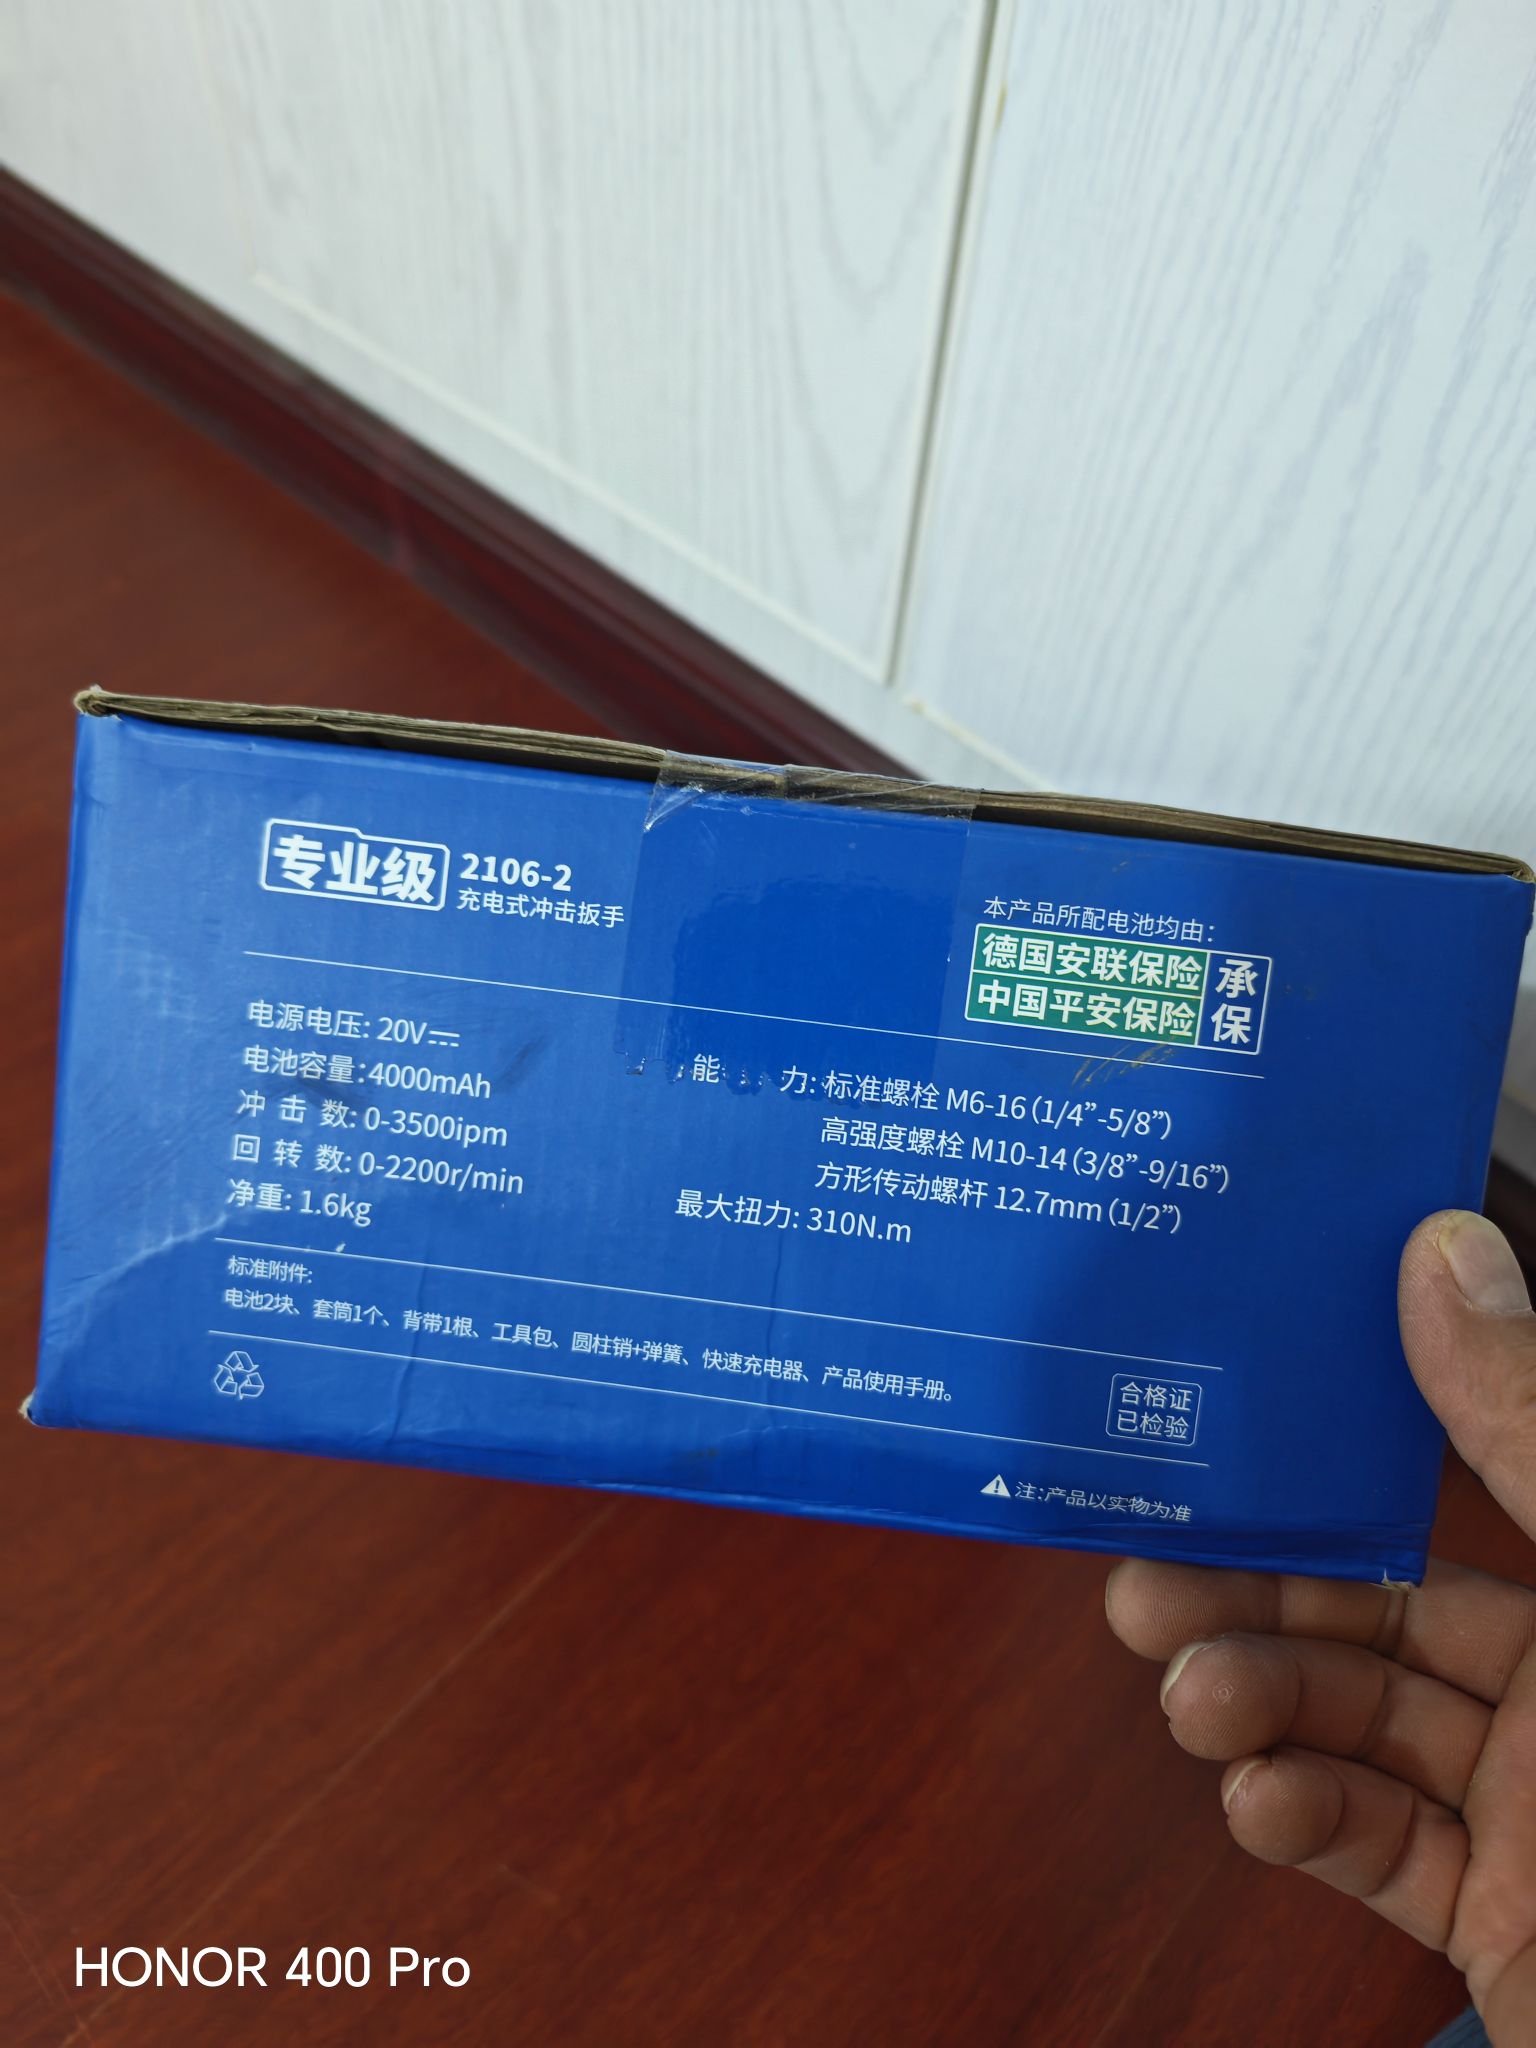 专业级 2106-2
充电式冲击扳手
本产品所配电池均由：
德国安联保险
中国平安保险
承保
电源电压: 20V
电池容量:4000mAh
冲 击 数: 0-3500ipm
回 转 数: 0-2200r/min
净重: 1.6kg
能 力: 标准螺栓 M6-16（1/4”-5/8”）
高强度螺栓 M10-14（3/8”-9/16”）
方形传动螺杆 12.7mm（1/2”）
最大扭力: 310N.m
标准附件:
电池2块、套筒1个、背带1根、工具包、圆柱销+弹簧、快速充电器、产品使用手册。
合格证
已检验
注：产品以实物为准
HONOR 400 Pro